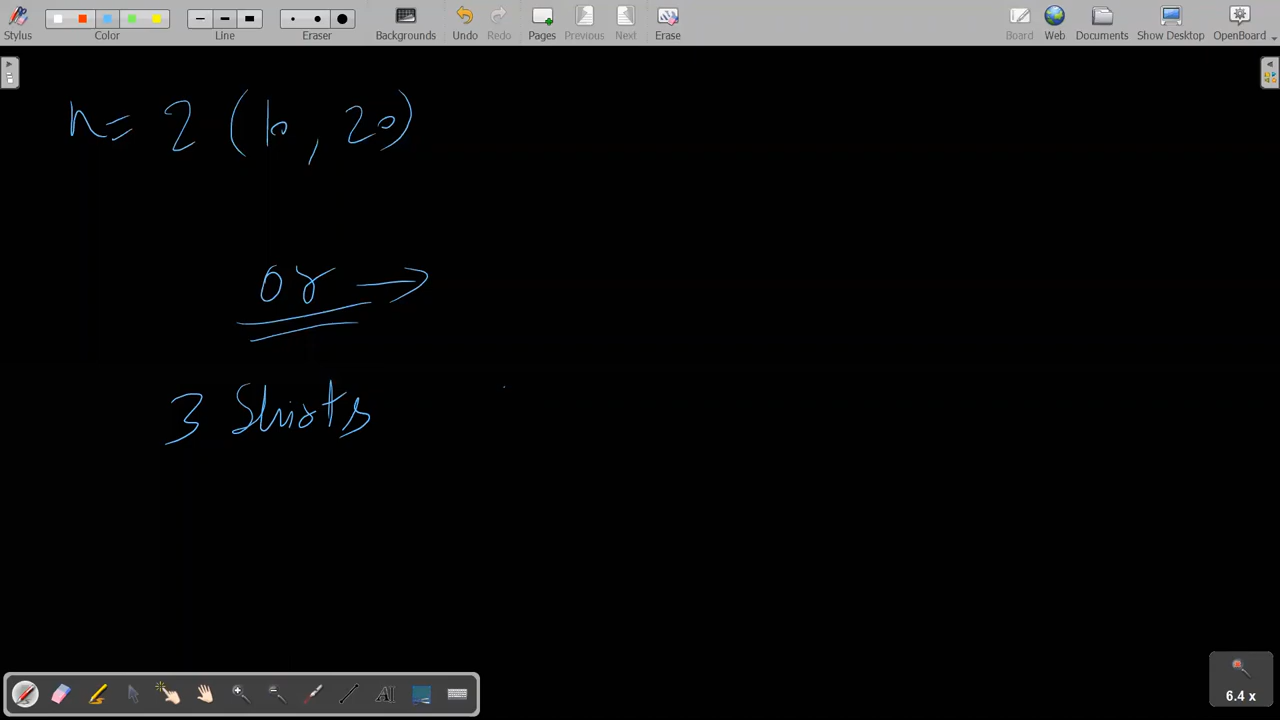 Stylus Color Line Eraser Backgrounds Undo Redo Pages Previous Next Erase Board Web Documents Show Desktop OpenBoard
n = 2 (10, 20)
or →
3 Shirts
6.4 x